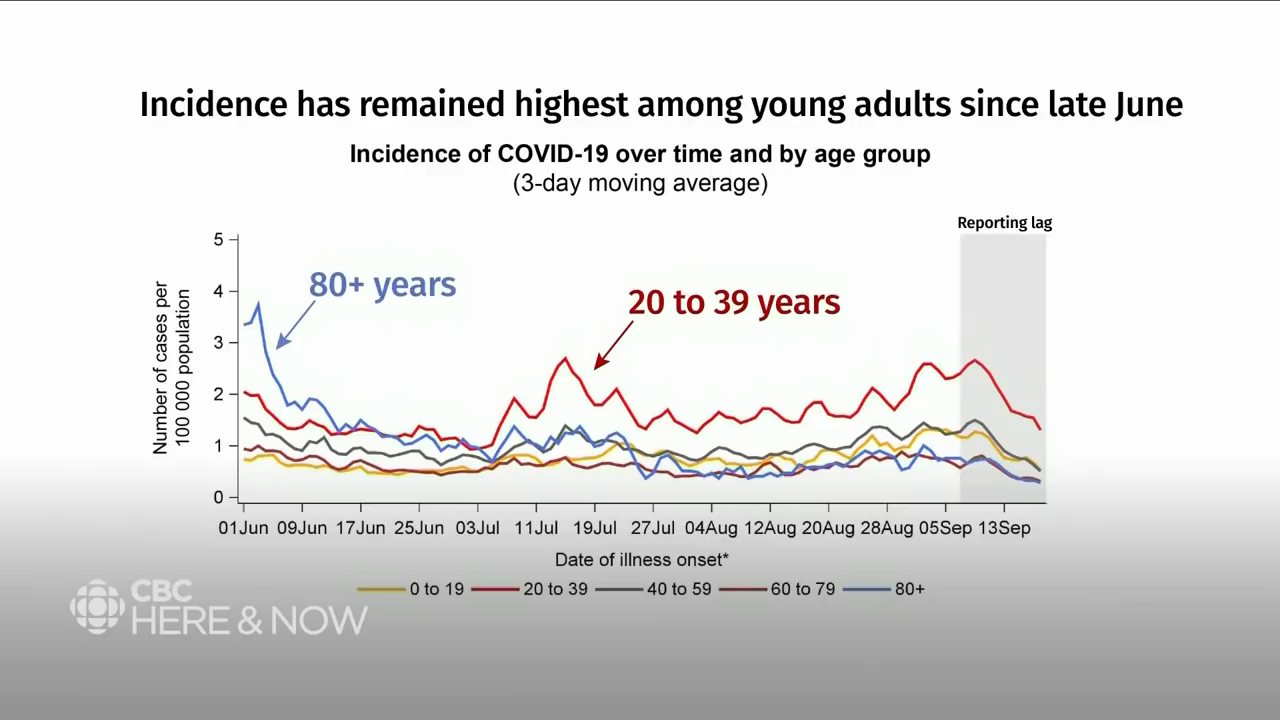 Incidence has remained highest among young adults since late June
Incidence of COVID-19 over time and by age group
(3-day moving average)
Reporting lag
Number of cases per
100 000 population
5
4
3
2
1
0
80+ years
20 to 39 years
01Jun 09Jun 17Jun 25Jun 03Jul 11Jul 19Jul 27Jul 04Aug 12Aug 20Aug 28Aug 05Sep 13Sep
Date of illness onset*
0 to 19 20 to 39 40 to 59 60 to 79 80+
CBC
HERE & NOW